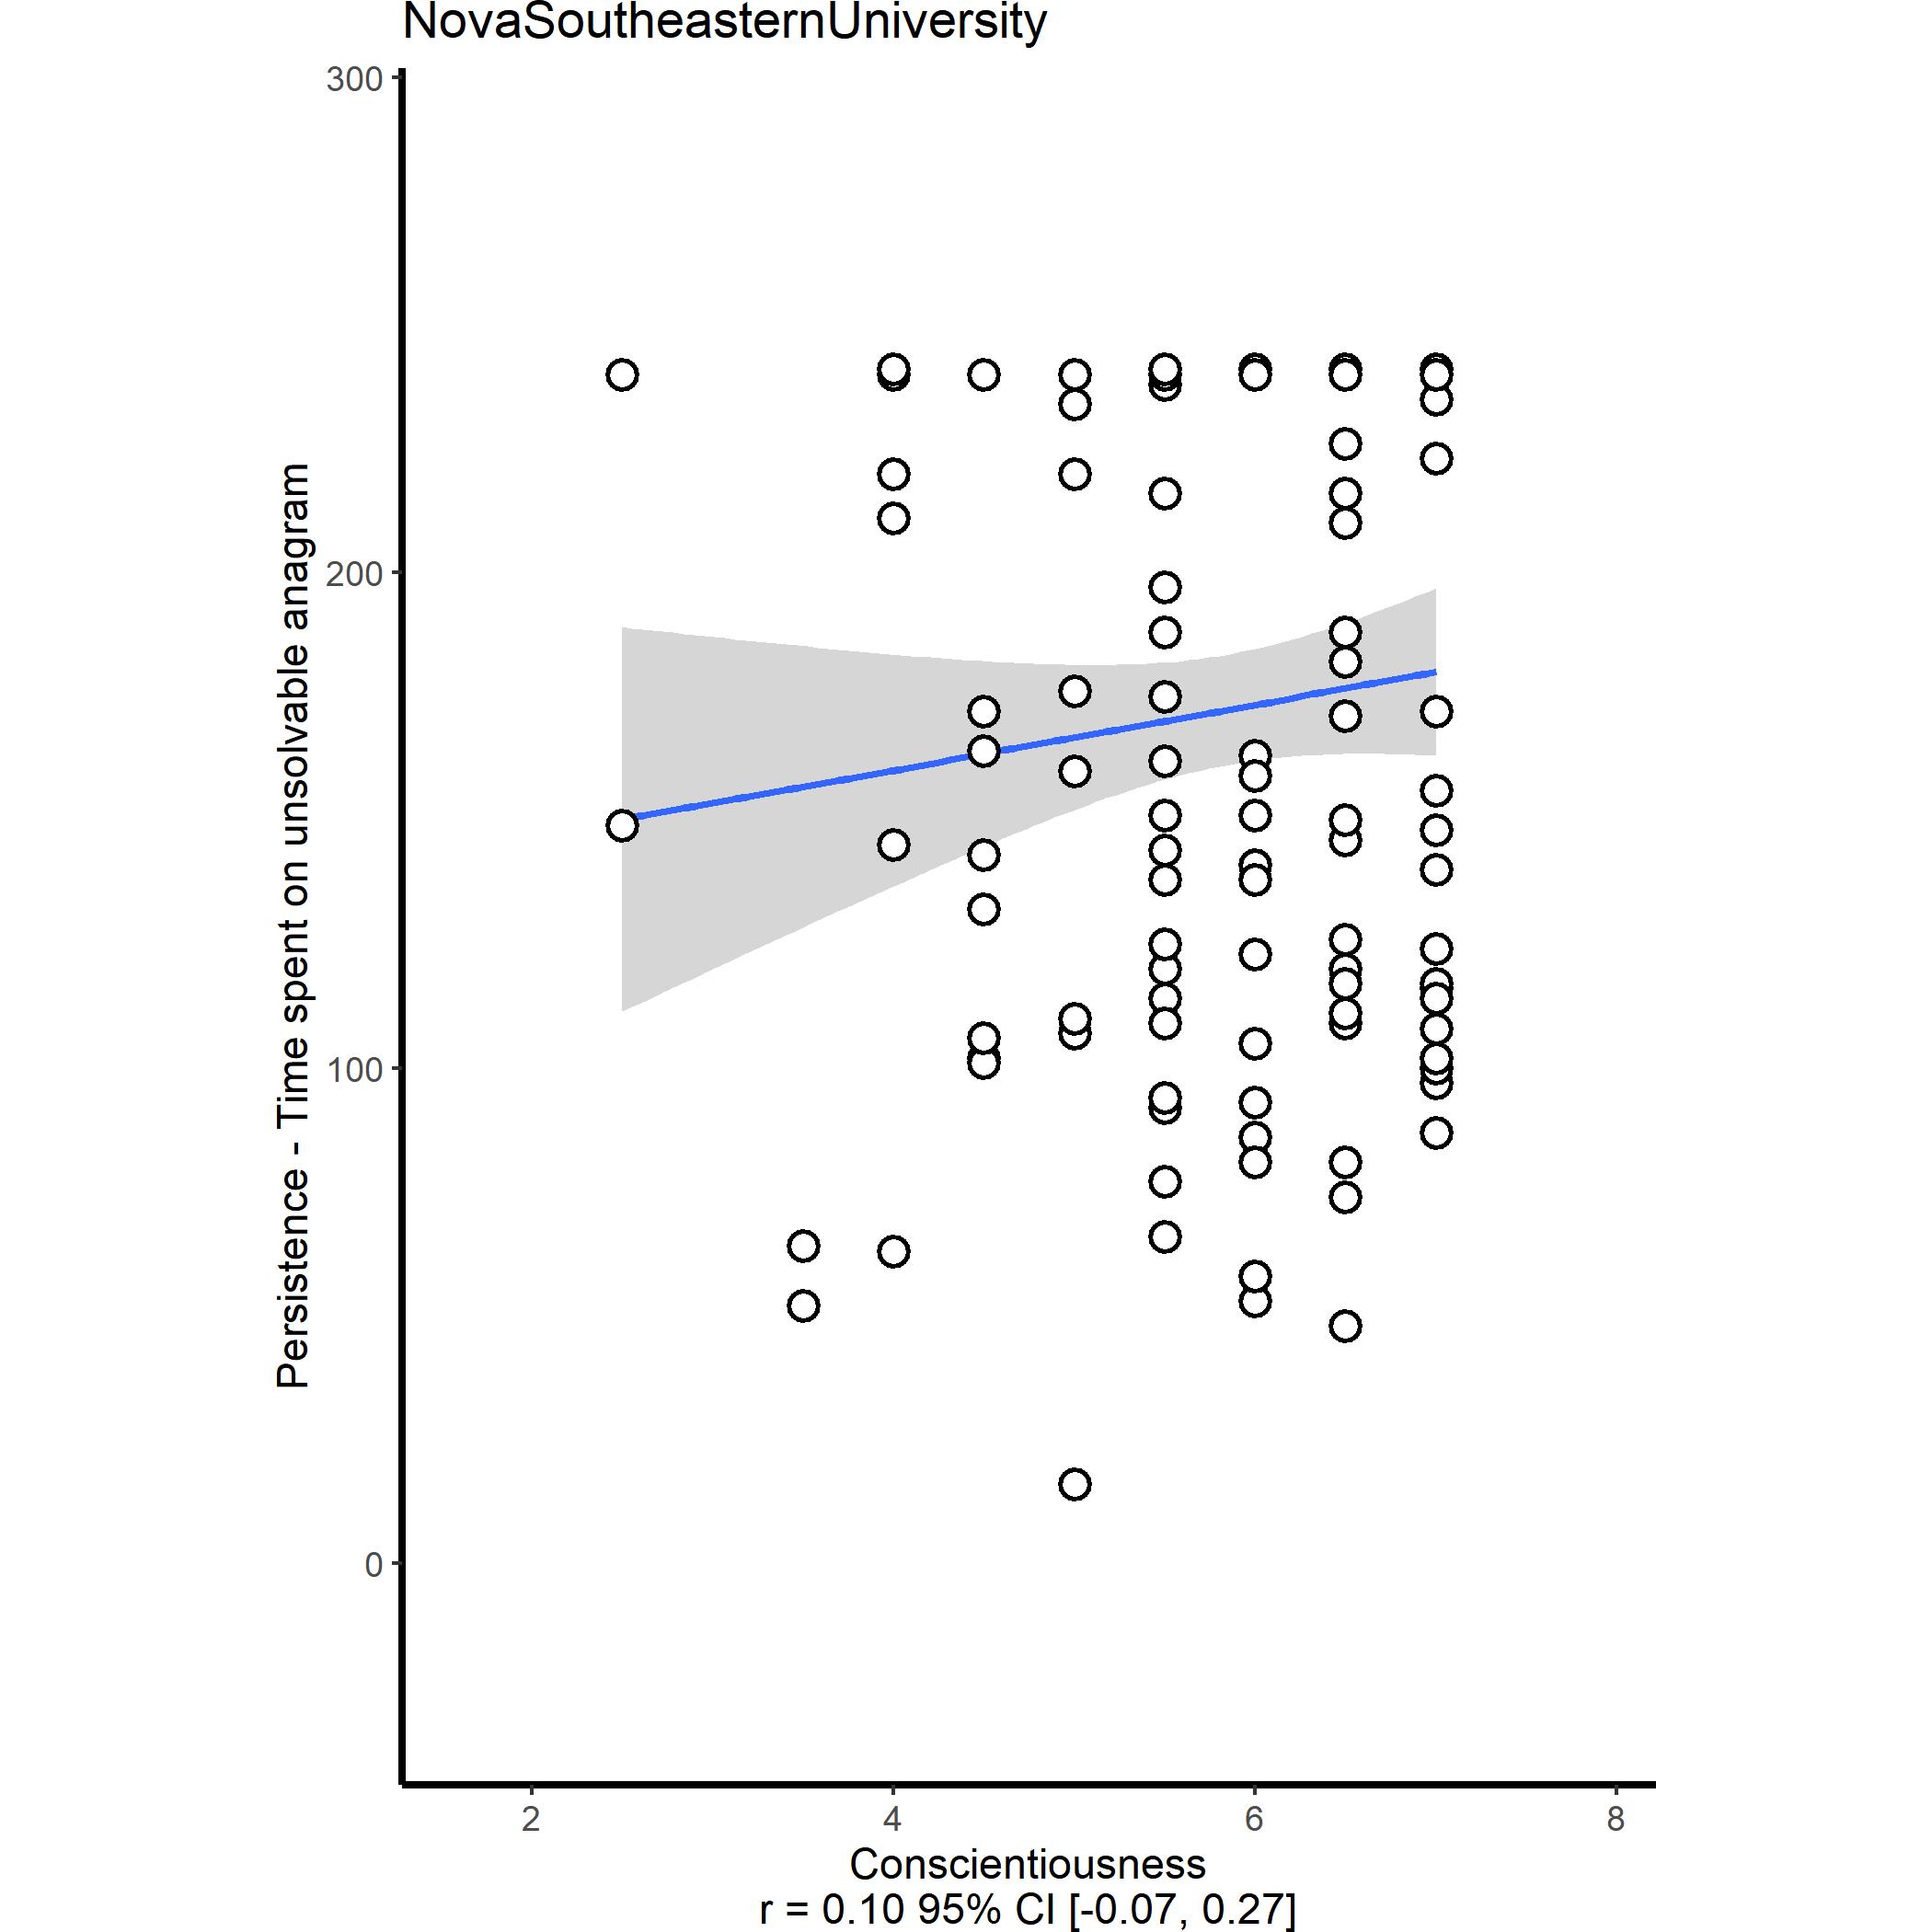 NovaSoutheasternUniversity
300
200
100
0
Persistence - Time spent on unsolvable anagram
2 4 6 8
Conscientiousness
r = 0.10 95% CI [-0.07, 0.27]